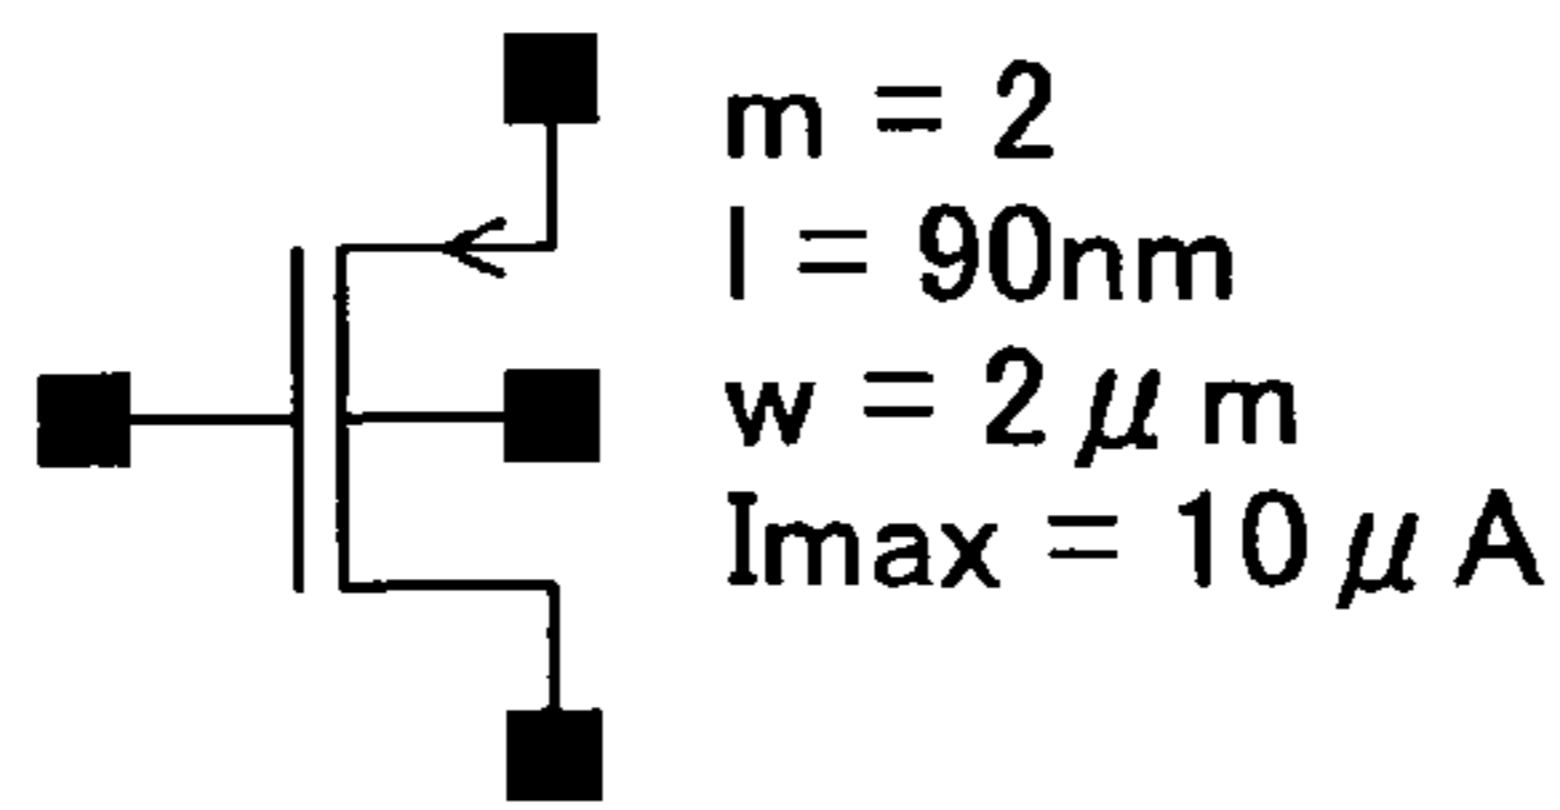 m = 2
l = 90nm
w = 2μm
Imax = 10μA